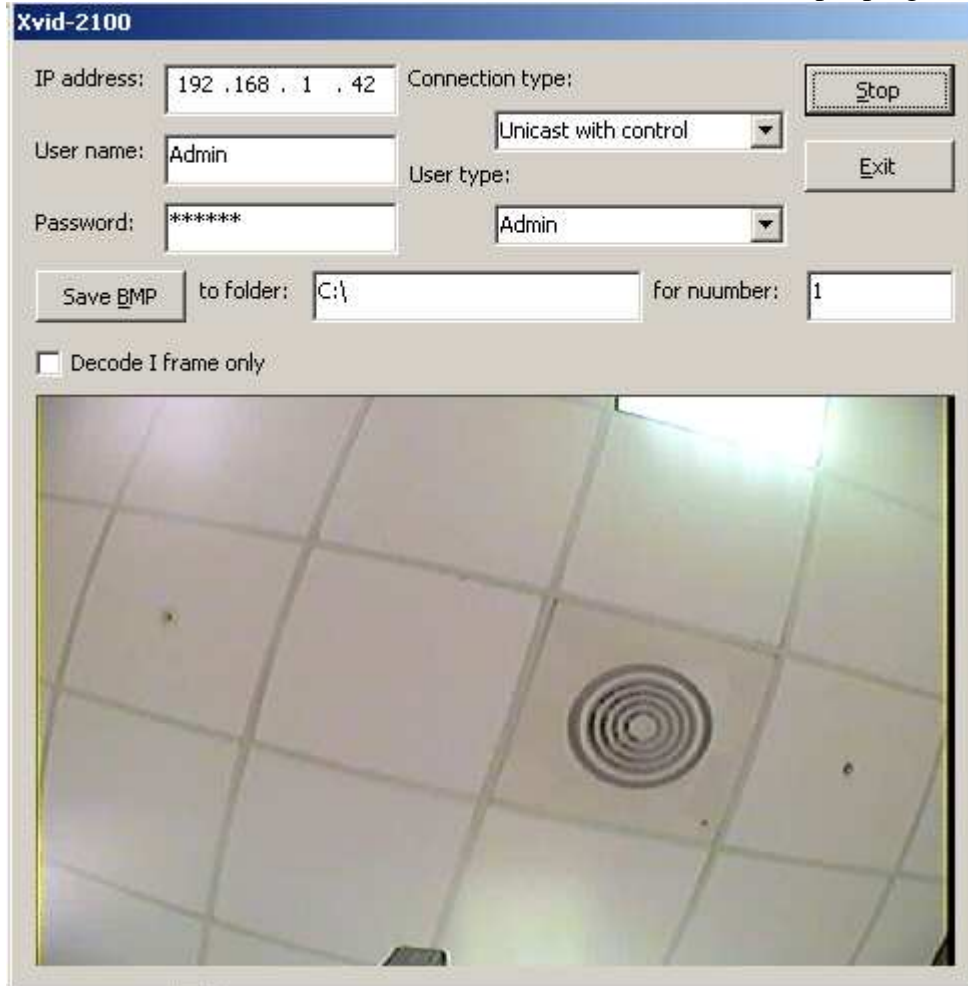 Xvid-2100
IP address: 192 .168 . 1 . 42 Connection type: Stop
Unicast with control
User name: Admin Exit
User type:
Password: ****** Admin
Save BMP to folder: C:\ for nuumber: 1
Decode I frame only